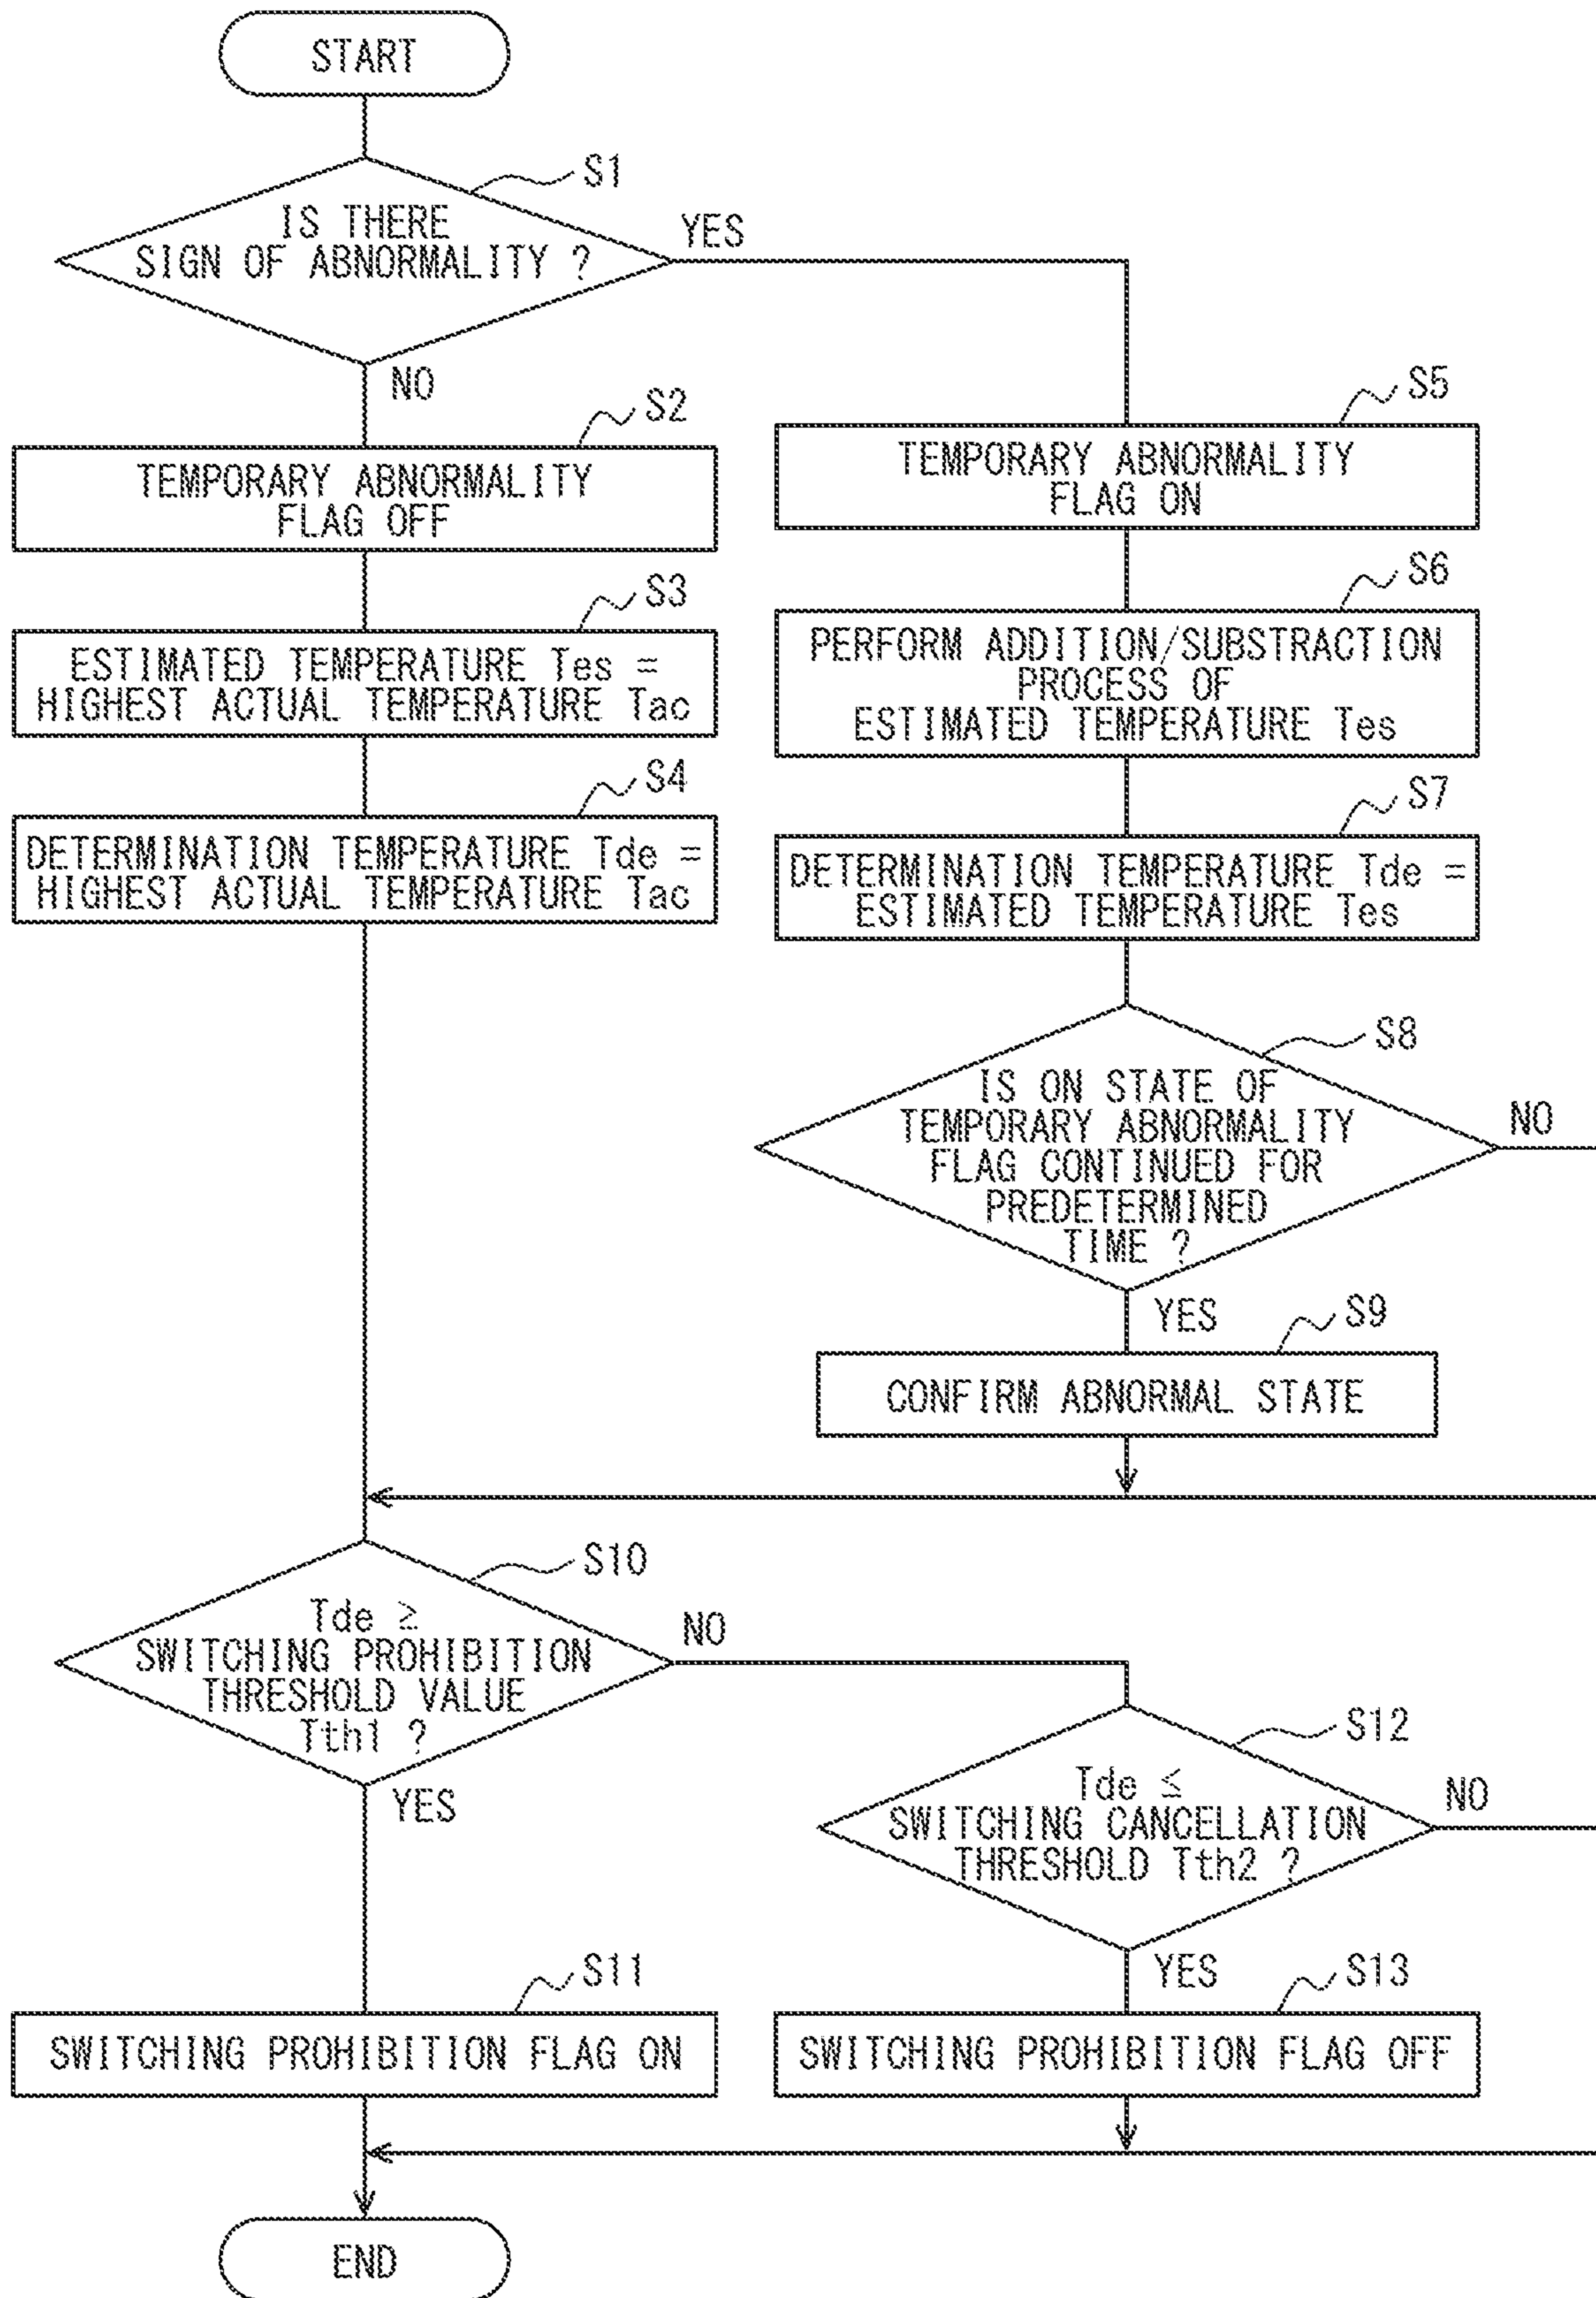 START
S1
IS THERE
SIGN OF ABNORMALITY ?
YES
NO
S2
TEMPORARY ABNORMALITY
FLAG OFF
S3
ESTIMATED TEMPERATURE Tes =
HIGHEST ACTUAL TEMPERATURE Tac
S4
DETERMINATION TEMPERATURE Tde =
HIGHEST ACTUAL TEMPERATURE Tac
S5
TEMPORARY ABNORMALITY
FLAG ON
S6
PERFORM ADDITION/SUBSTRACTION
PROCESS OF
ESTIMATED TEMPERATURE Tes
S7
DETERMINATION TEMPERATURE Tde =
ESTIMATED TEMPERATURE Tes
S8
IS ON STATE OF
TEMPORARY ABNORMALITY
FLAG CONTINUED FOR
PREDETERMINED
TIME ?
NO
YES
S9
CONFIRM ABNORMAL STATE
S10
Tde ≥
SWITCHING PROHIBITION
THRESHOLD VALUE
Tth1 ?
NO
YES
S11
SWITCHING PROHIBITION FLAG ON
S12
Tde ≤
SWITCHING CANCELLATION
THRESHOLD Tth2 ?
NO
YES
S13
SWITCHING PROHIBITION FLAG OFF
END